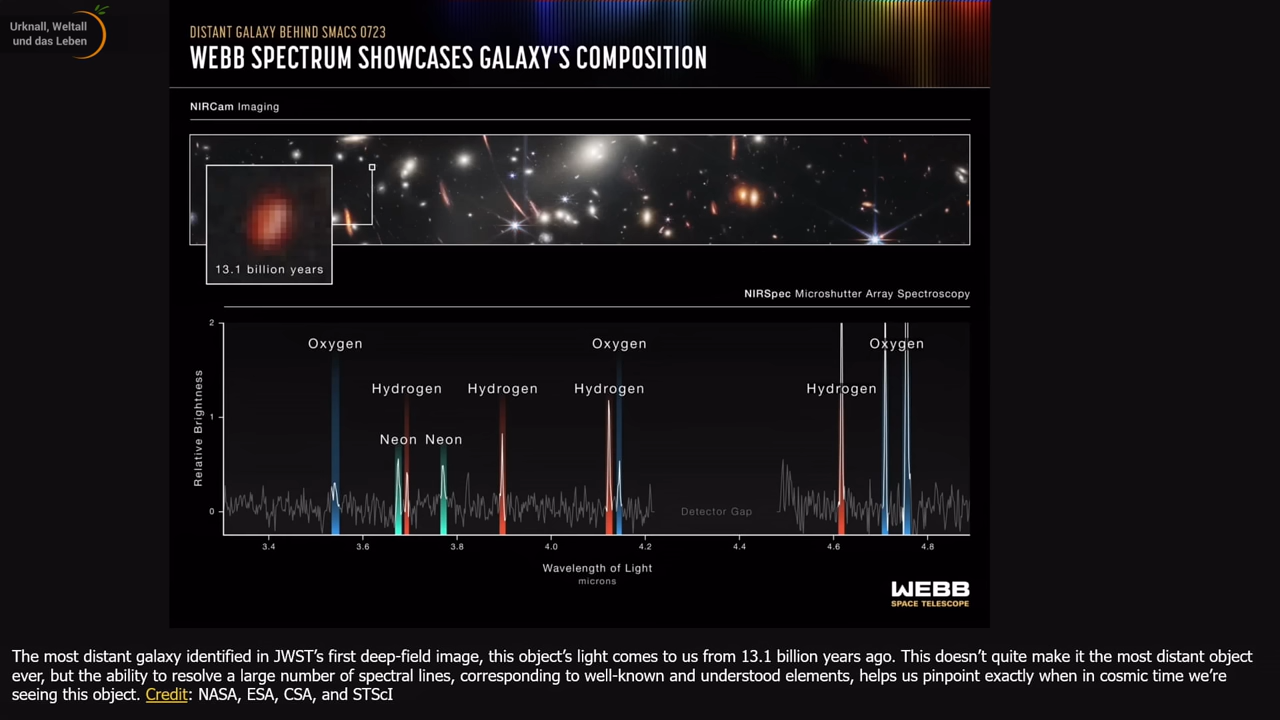 Urknall, Weltall
und das Leben
DISTANT GALAXY BEHIND SMACS 0723
WEBB SPECTRUM SHOWCASES GALAXY'S COMPOSITION
NIRCam Imaging
13.1 billion years
NIRSpec Microshutter Array Spectroscopy
Relative Brightness
2
1
0
Oxygen
Oxygen
Oxygen
Hydrogen
Hydrogen
Hydrogen
Hydrogen
Neon
Neon
Detector Gap
3.4
3.6
3.8
4.0
4.2
4.4
4.6
4.8
Wavelength of Light
microns
WEBB
SPACE TELESCOPE
The most distant galaxy identified in JWST’s first deep-field image, this object’s light comes to us from 13.1 billion years ago. This doesn’t quite make it the most distant object
ever, but the ability to resolve a large number of spectral lines, corresponding to well-known and understood elements, helps us pinpoint exactly when in cosmic time we’re
seeing this object. Credit: NASA, ESA, CSA, and STScI